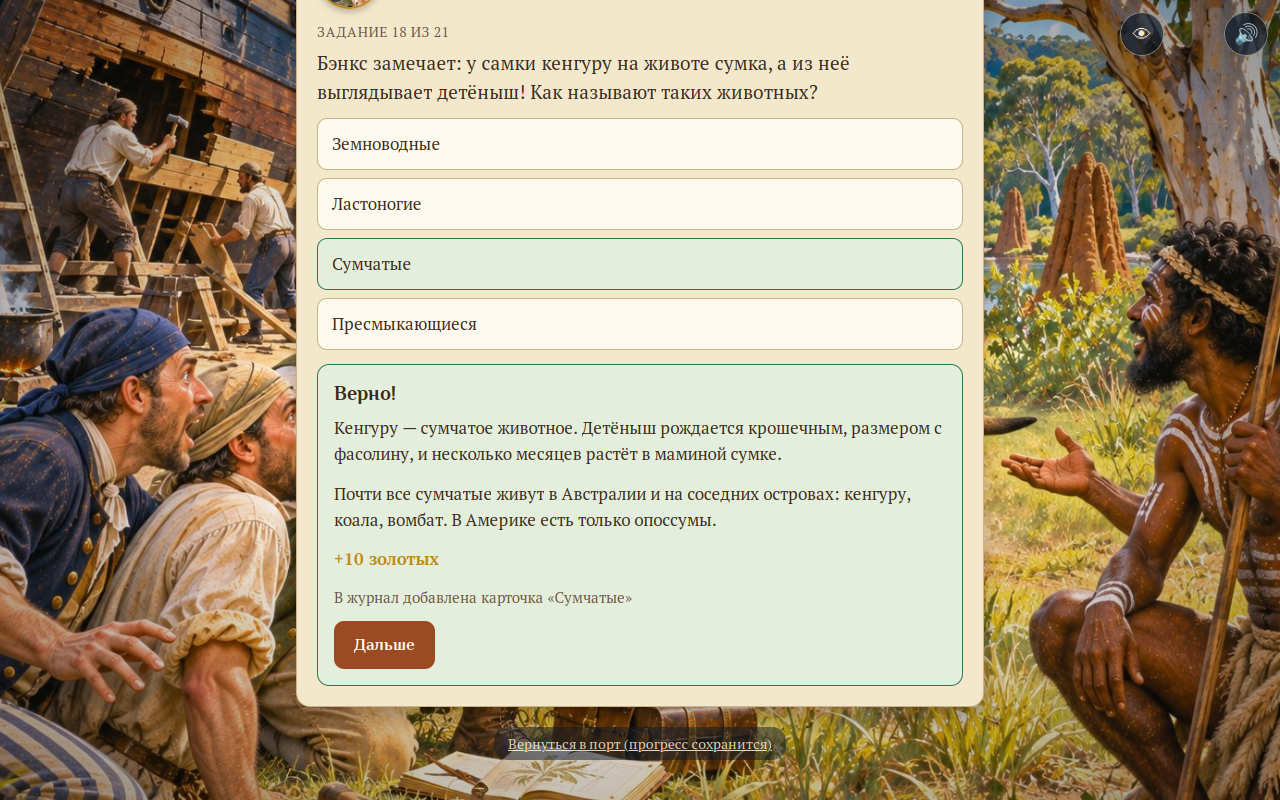 ЗАДАНИЕ 18 ИЗ 21
Бэнкс замечает: у самки кенгуру на животе сумка, а из неё
выглядывает детёныш! Как называют таких животных?
Земноводные
Ластоногие
Сумчатые
Пресмыкающиеся
Верно!
Кенгуру — сумчатое животное. Детёныш рождается крошечным, размером с
фасолину, и несколько месяцев растёт в маминой сумке.
Почти все сумчатые живут в Австралии и на соседних островах: кенгуру,
коала, вомбат. В Америке есть только опоссумы.
+10 золотых
В журнал добавлена карточка «Сумчатые»
Дальше
Вернуться в порт (прогресс сохранится)